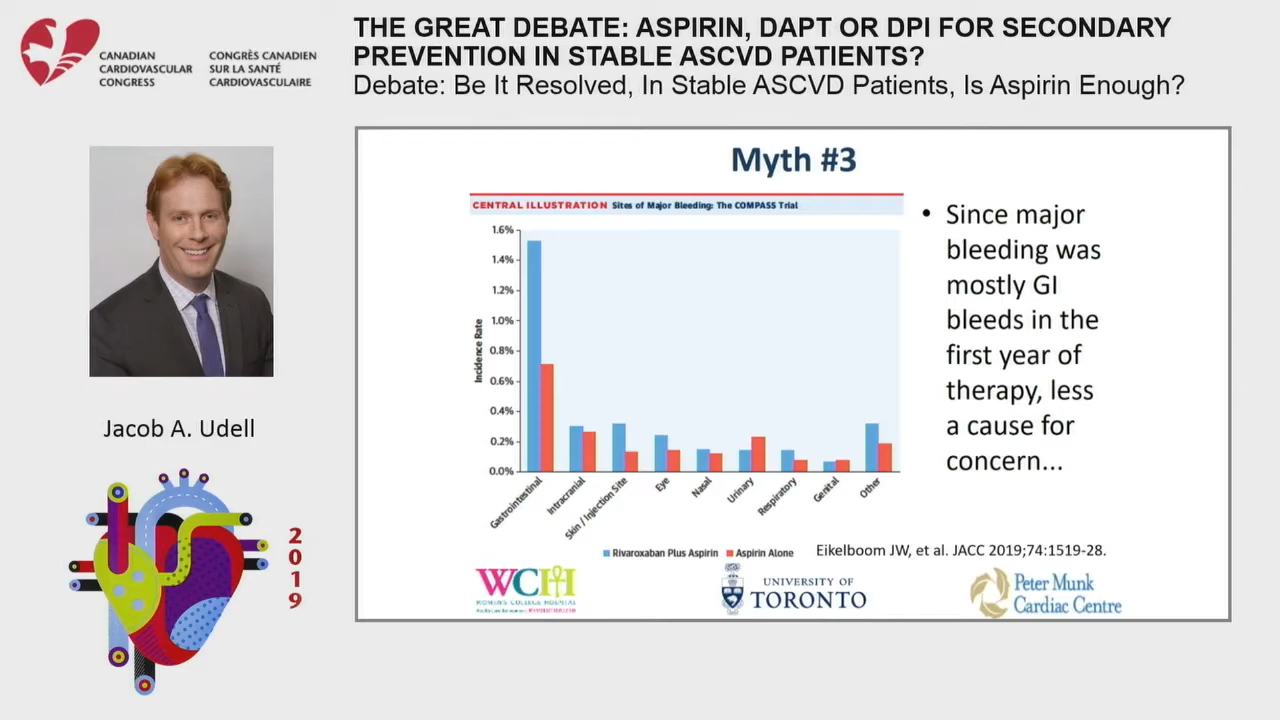 CANADIAN
CARDIOVASCULAR
CONGRESS
CONGRÈS CANADIEN
SUR LA SANTÉ
CARDIOVASCULAIRE
THE GREAT DEBATE: ASPIRIN, DAPT OR DPI FOR SECONDARY
PREVENTION IN STABLE ASCVD PATIENTS?
Debate: Be It Resolved, In Stable ASCVD Patients, Is Aspirin Enough?
Jacob A. Udell
2019
Myth #3
CENTRAL ILLUSTRATION Sites of Major Bleeding: The COMPASS Trial
Incidence Rate
1.6%
1.4%
1.2%
1.0%
0.8%
0.6%
0.4%
0.2%
0.0%
Gastrointestinal
Intracranial
Skin / Injection Site
Eye
Nasal
Urinary
Respiratory
Genital
Other
Rivaroxaban Plus Aspirin
Aspirin Alone
• Since major
bleeding was
mostly GI
bleeds in the
first year of
therapy, less
a cause for
concern...
Eikelboom JW, et al. JACC 2019;74:1519-28.
WCH
WOMEN'S COLLEGE HOSPITAL
UNIVERSITY OF
TORONTO
Peter Munk
Cardiac Centre